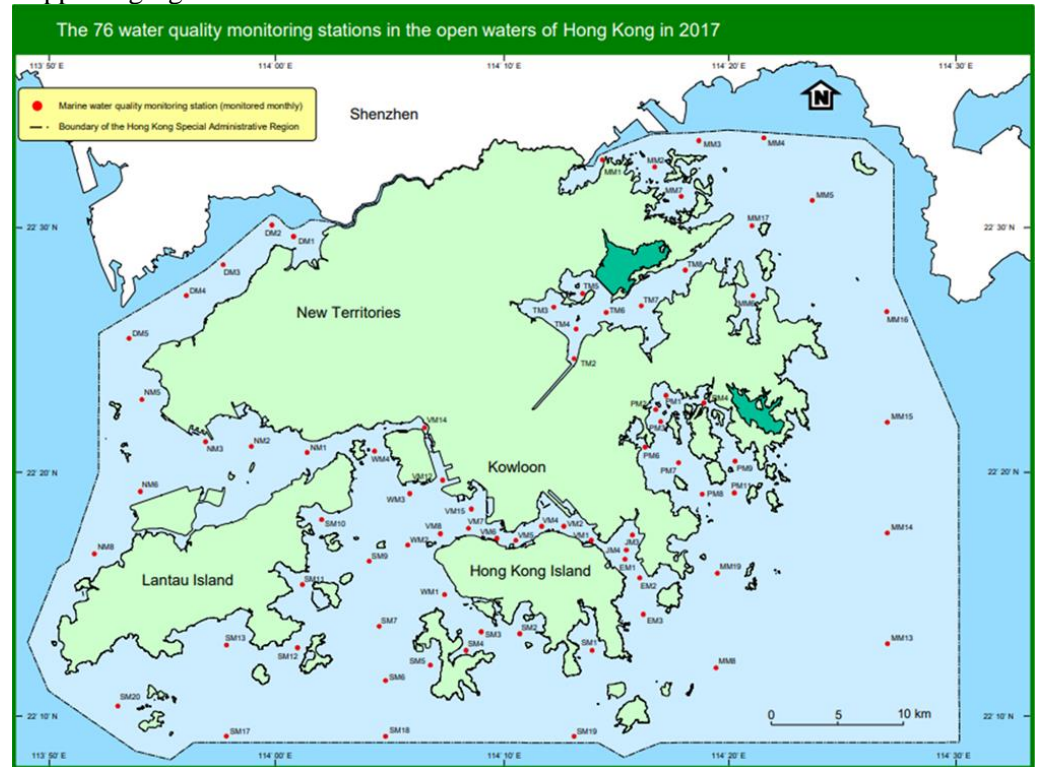 The 76 water quality monitoring stations in the open waters of Hong Kong in 2017
113 50' E
114 00' E
114 10' E
114 20' E
114 30' E
Marine water quality monitoring station (monitored monthly)
Boundary of the Hong Kong Special Administrative Region
Shenzhen
N
MM3
MM4
MM1
MM2
MM7
MM5
MM17
22 30' N
22 30' N
DM2
DM1
DM3
DM4
DM5
TM8
TM5
TM3
TM7
TM6
TM4
TM2
MM6
MM16
New Territories
NM5
PM1
PM2
PM3
PM6
PM7
PM9
PM8
PM11
MM15
VM14
NM3
NM2
NM1
WM4
22 20' N
22 20' N
Kowloon
VM12
WM3
NM6
VM15
SM10
VM8
VM7
VM6
VM5
VM4
VM2
VM1
JM3
JM4
MM14
NM8
WM2
SM9
Lantau Island
Hong Kong Island
EM1
EM2
MM19
SM11
WM1
EM3
SM7
SM3
SM2
SM13
SM12
SM4
SM1
MM13
SM5
SM6
MM8
SM20
0 5 10 km
22 10' N
22 10' N
SM17
SM18
SM19
113 50' E
114 00' E
114 10' E
114 20' E
114 30' E